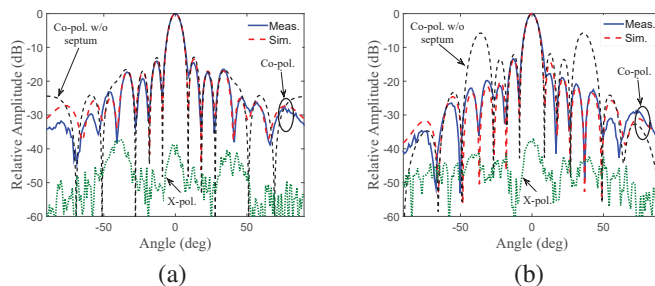 Co-pol. w/o
septum
Meas.
Sim.
Co-pol.
X-pol.
0
-10
-20
-30
-40
-50
-60
-50
0
50
Relative Amplitude (dB)
Angle (deg)
(a)
Co-pol. w/o
septum
Meas.
Sim.
Co-pol.
X-pol.
0
-10
-20
-30
-40
-50
-60
-50
0
50
Relative Amplitude (dB)
Angle (deg)
(b)